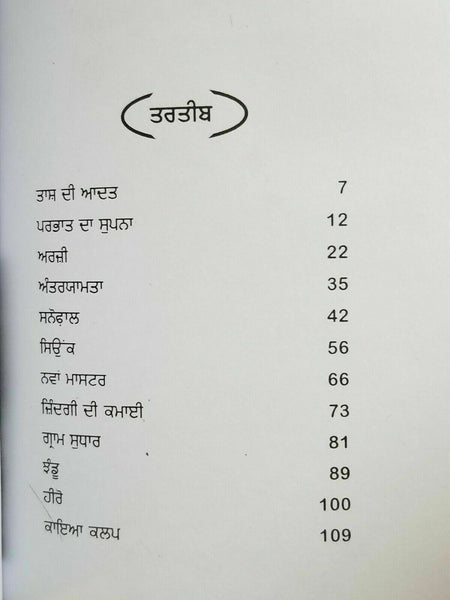 ਤਰਤੀਬ
ਤਾਸ਼ ਦੀ ਆਦਤ 7
ਪਰਭਾਤ ਦਾ ਸੁਪਨਾ 12
ਅਰਜ਼ੀ 22
ਅੰਤਰਯਾਮਤਾ 35
ਸਨੋਫ਼ਾਲ 42
ਸਿਉਂਕ 56
ਨਵਾਂ ਮਾਸਟਰ 66
ਜ਼ਿੰਦਗੀ ਦੀ ਕਮਾਈ 73
ਗ੍ਰਾਮ ਸੁਧਾਰ 81
ਝੰਡੂ 89
ਹੀਰੋ 100
ਕਾਇਆ ਕਲਪ 109